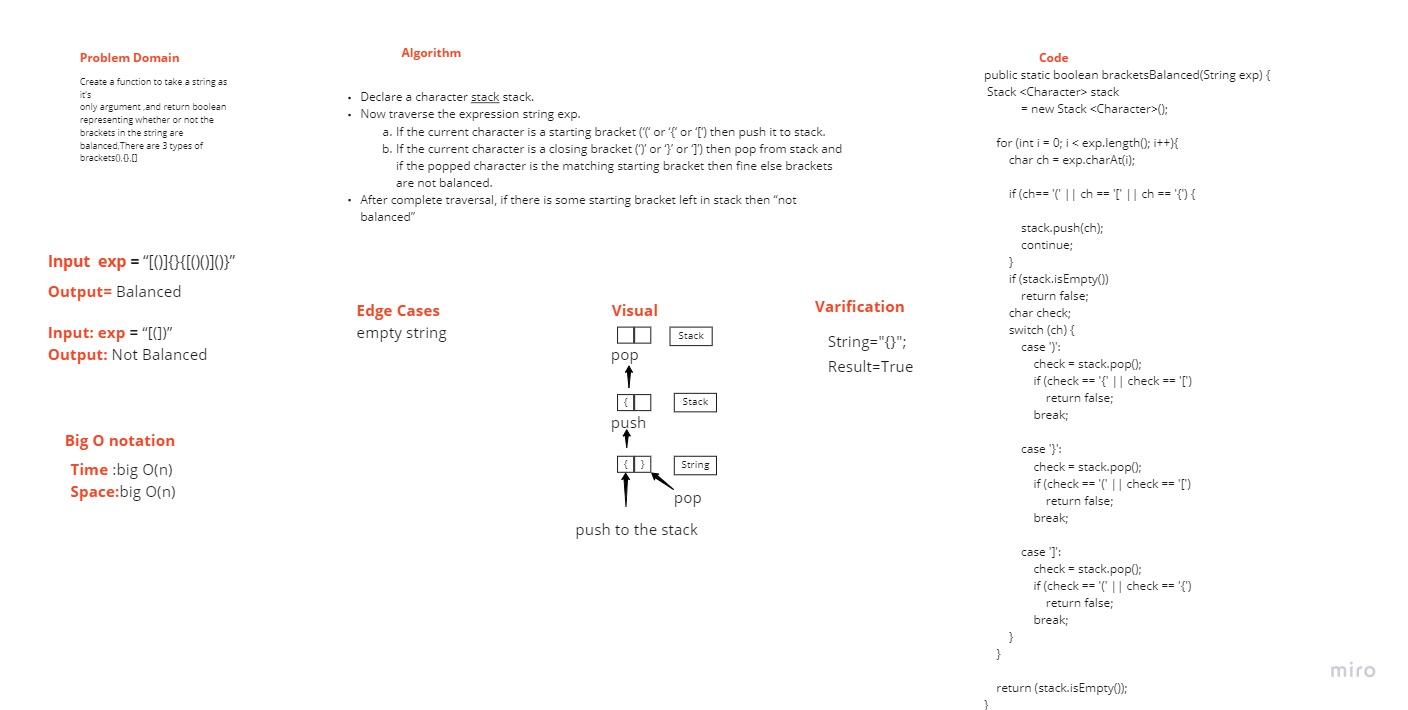 Problem Domain
Create a function to take a string as
it's
only argument ,and return boolean
representing whether or not the
brackets in the string are
balanced,There are 3 types of
brackets(),{},[]
Input exp = “[()]{}{[()()]()}”
Output= Balanced
Input: exp = “[(])”
Output: Not Balanced
Big O notation
Time :big O(n)
Space:big O(n)
Algorithm
• Declare a character stack stack.
• Now traverse the expression string exp.
a. If the current character is a starting bracket (‘(‘ or ‘{‘ or ‘[‘) then push it to stack.
b. If the current character is a closing bracket (‘)’ or ‘}’ or ‘]’) then pop from stack and
if the popped character is the matching starting bracket then fine else brackets
are not balanced.
• After complete traversal, if there is some starting bracket left in stack then “not
balanced”
Edge Cases
empty string
Visual
Stack
pop
{
Stack
push
{ }
String
pop
push to the stack
Varification
String="{}";
Result=True
Code
public static boolean bracketsBalanced(String exp) {
Stack <Character> stack
= new Stack <Character>();
for (int i = 0; i < exp.length(); i++){
char ch = exp.charAt(i);
if (ch== '(' || ch == '[' || ch == '{') {
stack.push(ch);
continue;
}
if (stack.isEmpty())
return false;
char check;
switch (ch) {
case ')':
check = stack.pop();
if (check == '{' || check == '[')
return false;
break;
case '}':
check = stack.pop();
if (check == '(' || check == '[')
return false;
break;
case ']':
check = stack.pop();
if (check == '(' || check == '{')
return false;
break;
}
}
return (stack.isEmpty());
}
miro